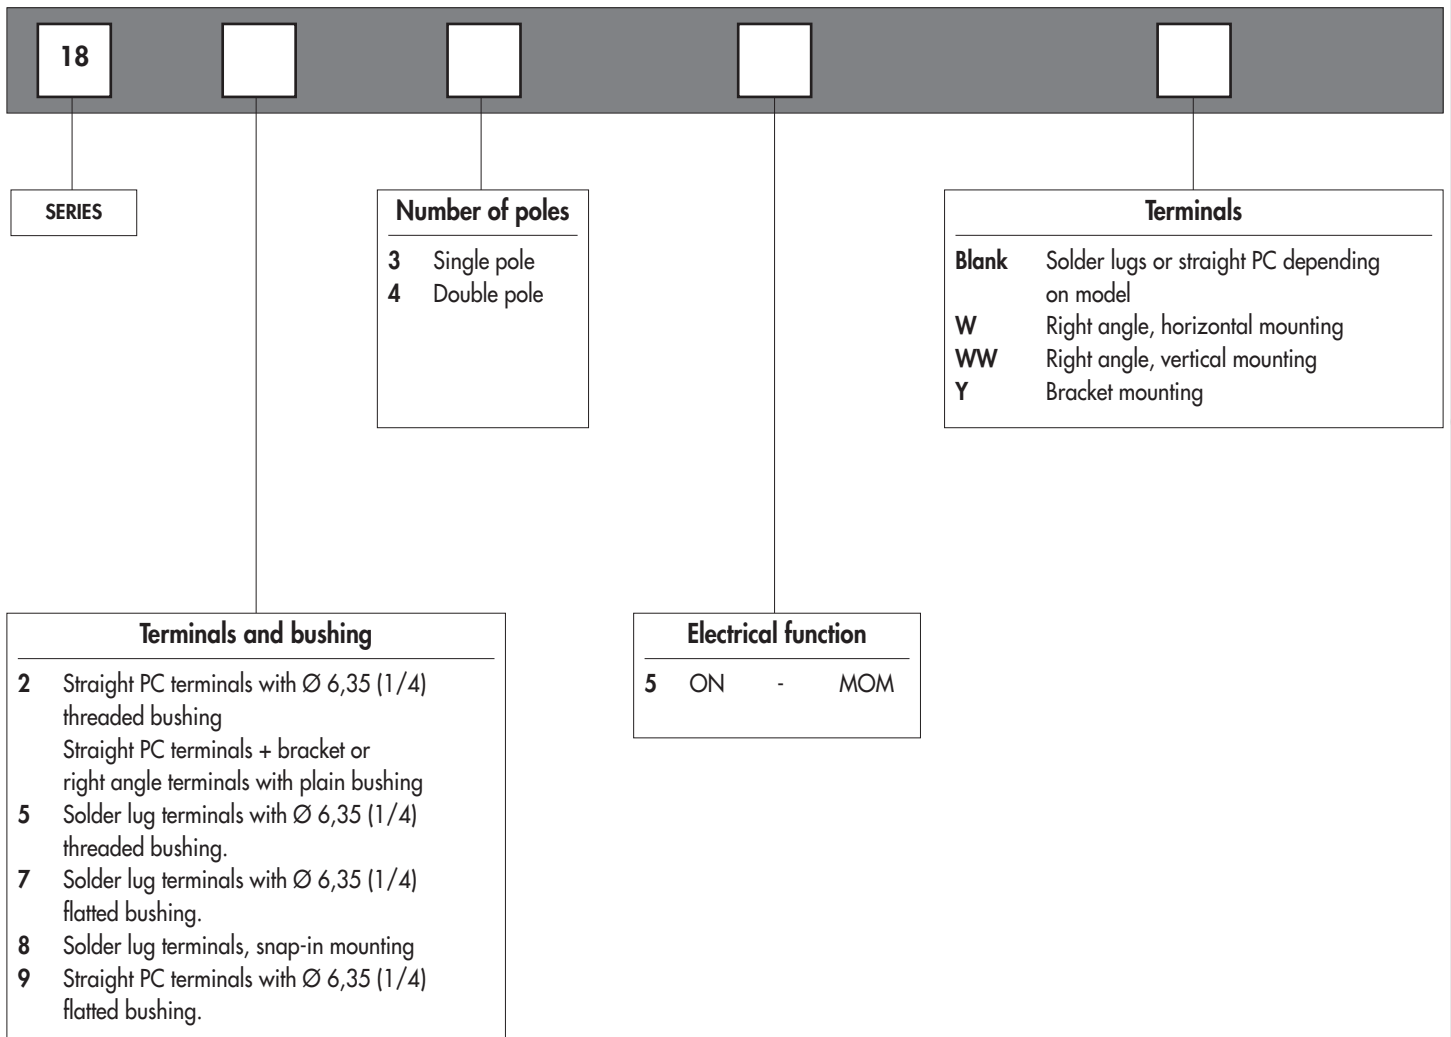 18
SERIES
Number of poles
3 Single pole
4 Double pole
Terminals
Blank Solder lugs or straight PC depending
on model
W Right angle, horizontal mounting
WW Right angle, vertical mounting
Y Bracket mounting
Terminals and bushing
2 Straight PC terminals with Ø 6,35 (1/4)
threaded bushing
Straight PC terminals + bracket or
right angle terminals with plain bushing
5 Solder lug terminals with Ø 6,35 (1/4)
threaded bushing.
7 Solder lug terminals with Ø 6,35 (1/4)
flatted bushing.
8 Solder lug terminals, snap-in mounting
9 Straight PC terminals with Ø 6,35 (1/4)
flatted bushing.
Electrical function
5 ON - MOM